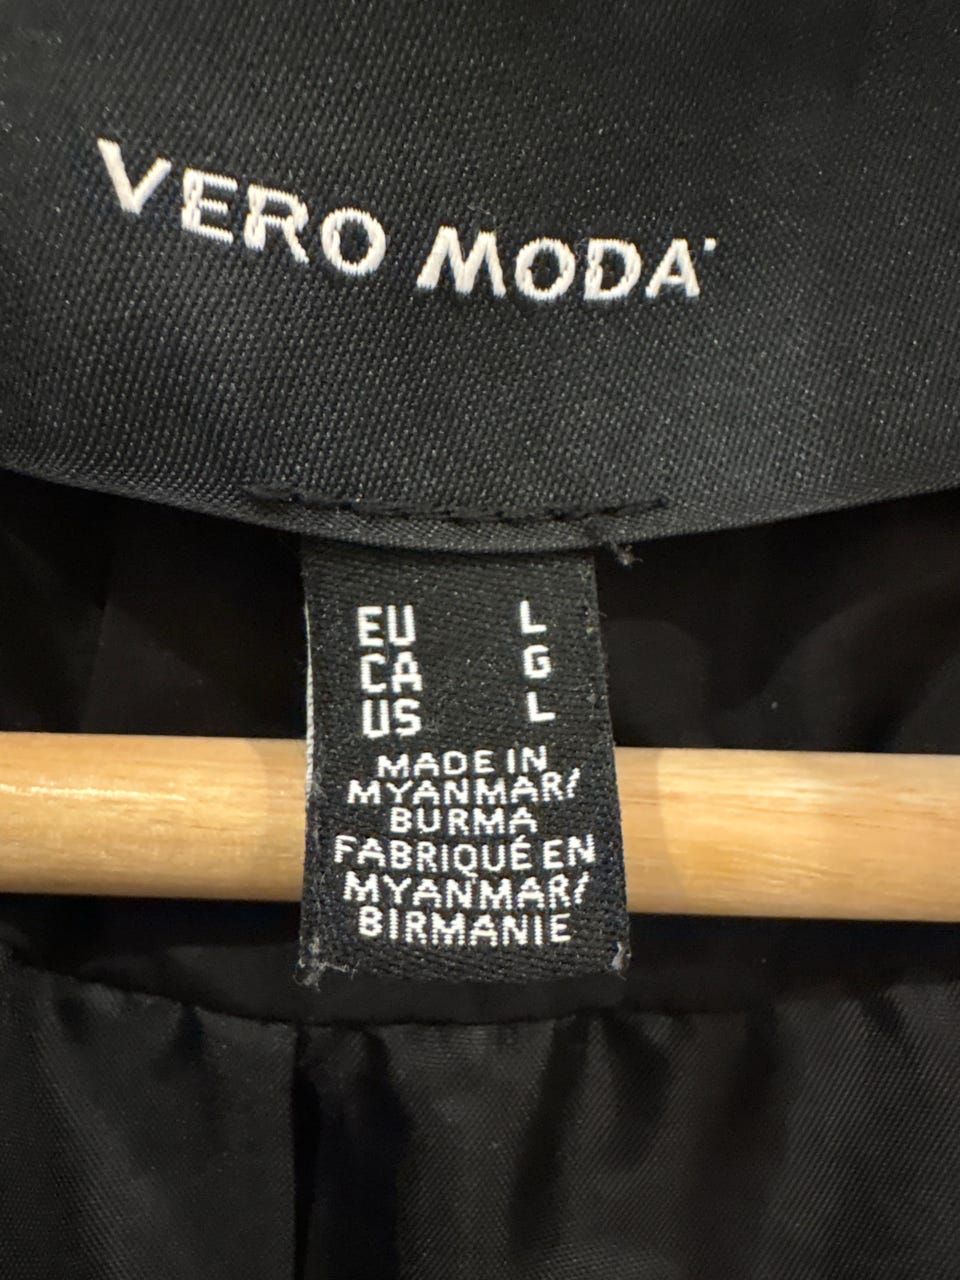 VERO MODA
EU L
CA G
US L
MADE IN
MYANMAR/
BURMA
FABRIQUÉ EN
MYANMAR/
BIRMANIE